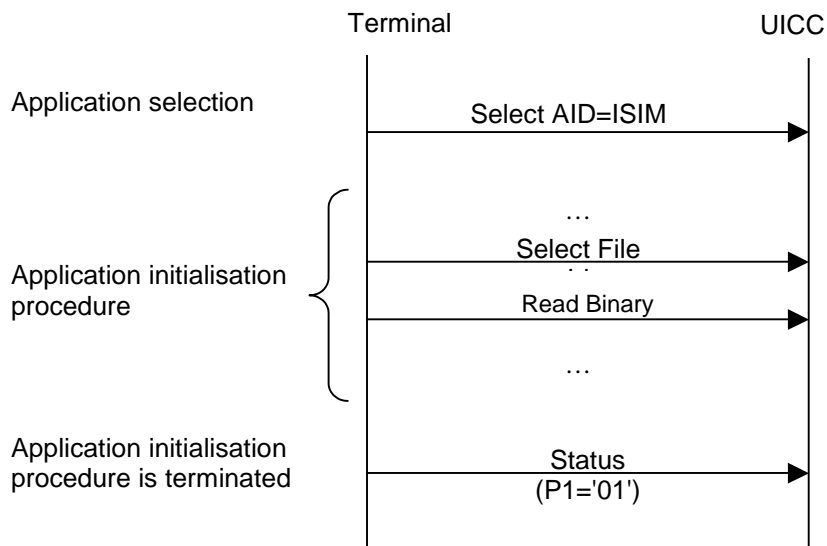 Terminal
UICC
Application selection
Select AID=ISIM
…
Select File
Application initialisation
procedure
Read Binary
…
Application initialisation
procedure is terminated
Status
(P1='01')